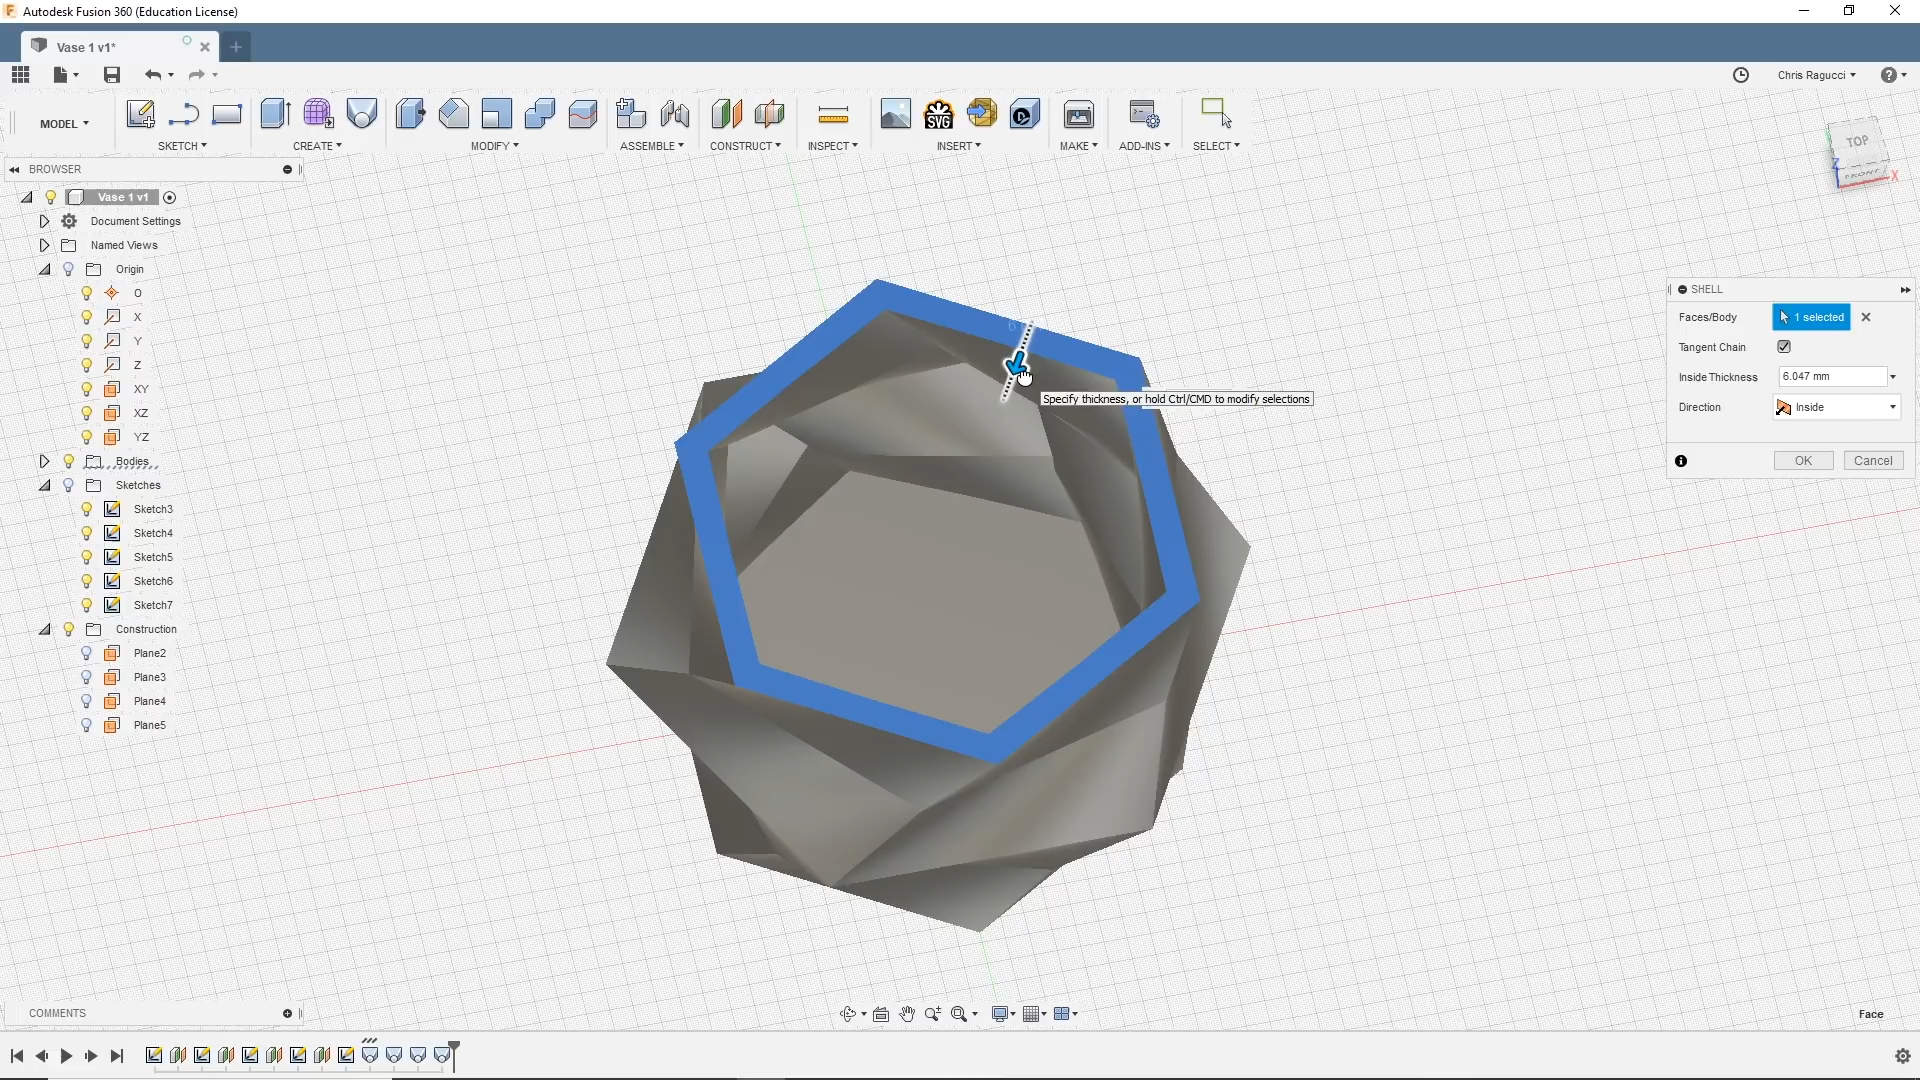 Autodesk Fusion 360 (Education License)
Vase 1 v1*
Chris Ragucci
MODEL
SKETCH
CREATE
MODIFY
ASSEMBLE
CONSTRUCT
INSPECT
SVG
INSERT
MAKE
ADD-INS
SELECT
TOP
FRONT
Z
X
BROWSER
Vase 1 v1
Document Settings
Named Views
Origin
O
X
Y
Z
XY
XZ
YZ
Bodies
Sketches
Sketch3
Sketch4
Sketch5
Sketch6
Sketch7
Construction
Plane2
Plane3
Plane4
Plane5
Specify thickness, or hold Ctrl/CMD to modify selections
SHELL
Faces/Body 1 selected
Tangent Chain
Inside Thickness 6.047 mm
Direction Inside
OK Cancel
COMMENTS
Face